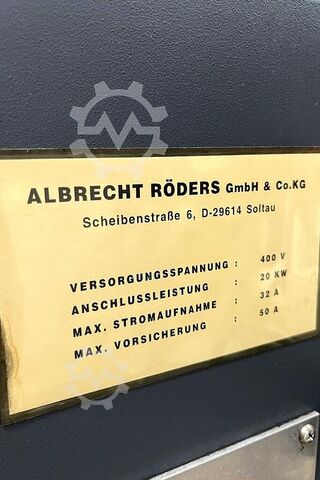 ALBRECHT RÖDERS GmbH & Co.KG
Scheibenstraße 6, D-29614 Soltau
VERSORGUNGSSPANNUNG : 400 V
ANSCHLUSSLEISTUNG : 20 KW
MAX. STROMAUFNAHME : 32 A
MAX. VORSICHERUNG : 50 A